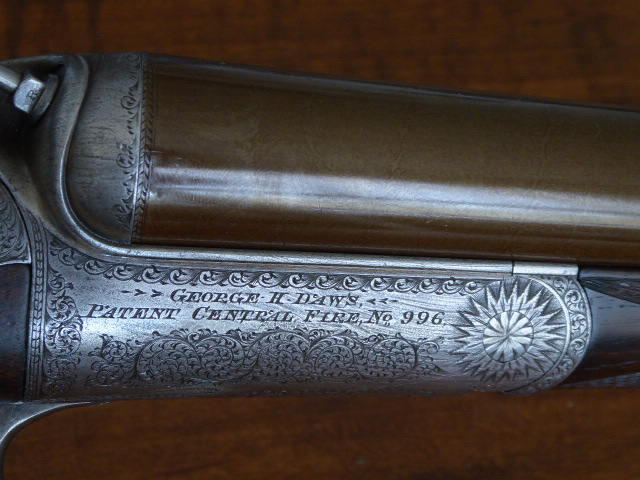 R
GEORGE H. DAWS,
PATENT CENTRAL FIRE, No 996.